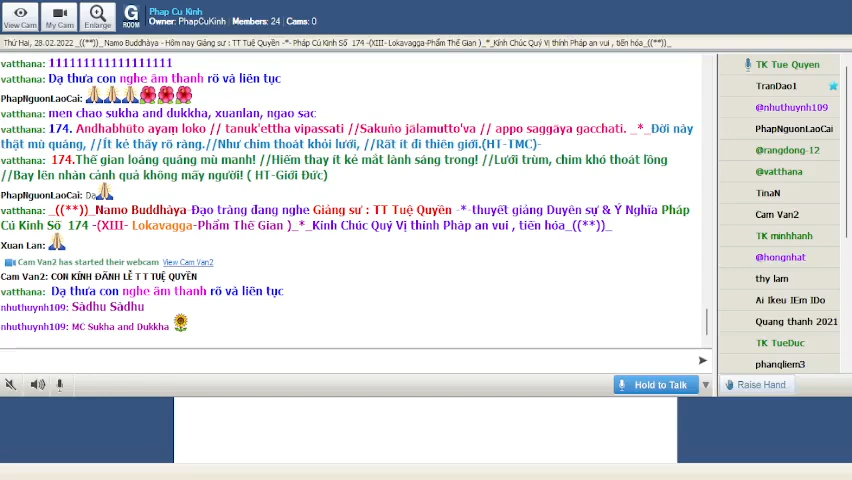 Phap Cu Kinh
Owner: PhapCuKinh | Members: 24 | Cams: 0
View Cam My Cam Enlarge G ROOM
Thứ Hai, 28.02.2022 _((**))_ Namo Buddhàya - Hôm nay Giảng sư : TT Tuệ Quyền -*- Pháp Cú Kinh Số 174 -(XIII- Lokavagga-Phẩm Thế Gian )_*_Kính Chúc Quý Vị thính Pháp an vui , tiến hóa_((**))_
vatthana: 111111111111111111
vatthana: Dạ thưa con nghe âm thanh rõ và liên tục
PhapNguonLaoCai:
vatthana: men chao sukha and dukkha, xuanlan, ngao sac
vatthana: 174. Andhabhūto ayaṃ loko // tanuk'ettha vipassati //Sakuṇo jālamutto'va // appo saggāya gacchati. _*_Đời này
thật mù quáng, //Ít kẻ thấy rõ ràng.//Như chim thoát khỏi lưới, //Rất ít đi thiên giới.(HT-TMC)-
vatthana: 174.Thế gian loáng quáng mù manh! //Hiếm thay ít kẻ mắt lành sáng trong! //Lưới trùm, chim khó thoát lồng
//Bay lên nhàn cảnh quả không mấy người! ( HT-Giới Đức)
PhapNguonLaoCai: Dạ
vatthana: _((**))_Namo Buddhàya-Đạo tràng đang nghe Giảng sư : TT Tuệ Quyền -*-thuyết giảng Duyên sự & Ý Nghĩa Pháp
Cú Kinh Số 174 -(XIII- Lokavagga-Phẩm Thế Gian )_*_Kính Chúc Quý Vị thính Pháp an vui , tiến hóa_((**))_
Xuan Lan:
Cam Van2 has started their webcam View Cam Van2
Cam Van2: CON KÍNH ĐÃNH LỄ T T TUỆ QUYỀN
vatthana: Dạ thưa con nghe âm thanh rõ và liên tục
nhuthuynh109: Sàdhu Sàdhu
nhuthuynh109: MC Sukha and Dukkha
Hold to Talk
TK Tue Quyen
TranDao1
@nhuthuynh109
PhapNguonLaoCai
@rangdong-12
@vatthana
TinaN
Cam Van2
TK minhhanh
@hongnhat
thy lam
Ai lkeu IEm IDo
Quang thanh 2021
TK TueDuc
phanqliem3
Raise Hand